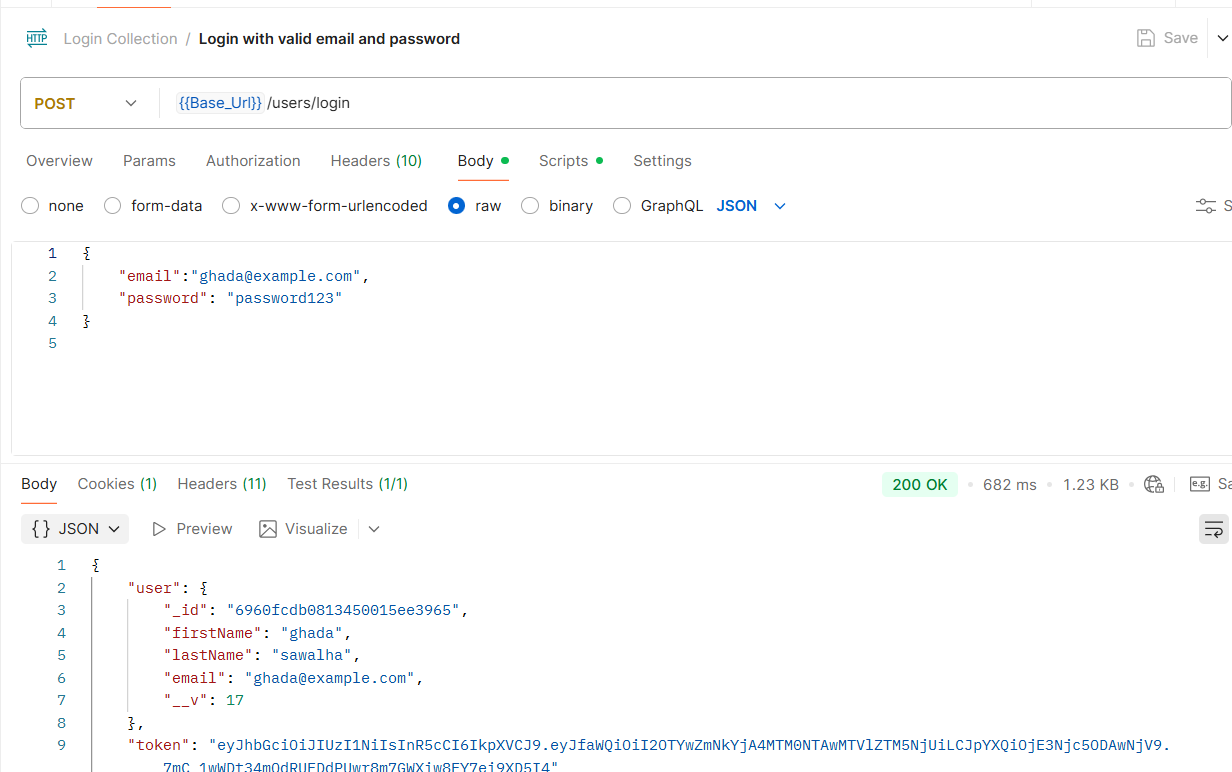 HTTP Login Collection / Login with valid email and password Save
POST {{Base_Url}} /users/login
Overview Params Authorization Headers (10) Body Scripts Settings
none form-data x-www-form-urlencoded raw binary GraphQL JSON
1 {
2 "email":"ghada@example.com",
3 "password": "password123"
4 }
5
Body Cookies (1) Headers (11) Test Results (1/1) 200 OK 682 ms 1.23 KB e.g.
{} JSON Preview Visualize
1 {
2 "user": {
3 "_id": "6960fcdb0813450015ee3965",
4 "firstName": "ghada",
5 "lastName": "sawalha",
6 "email": "ghada@example.com",
7 "__v": 17
8 },
9 "token": "eyJhbGciOiJIUzI1NiIsInR5cCI6IkpXVCJ9.eyJfaWQiOiI2OTYwZmNkYjA4MTM0NTAwMTVlZTM5NjUiLCJpYXQiOjE3Njc5ODAwNjV9.